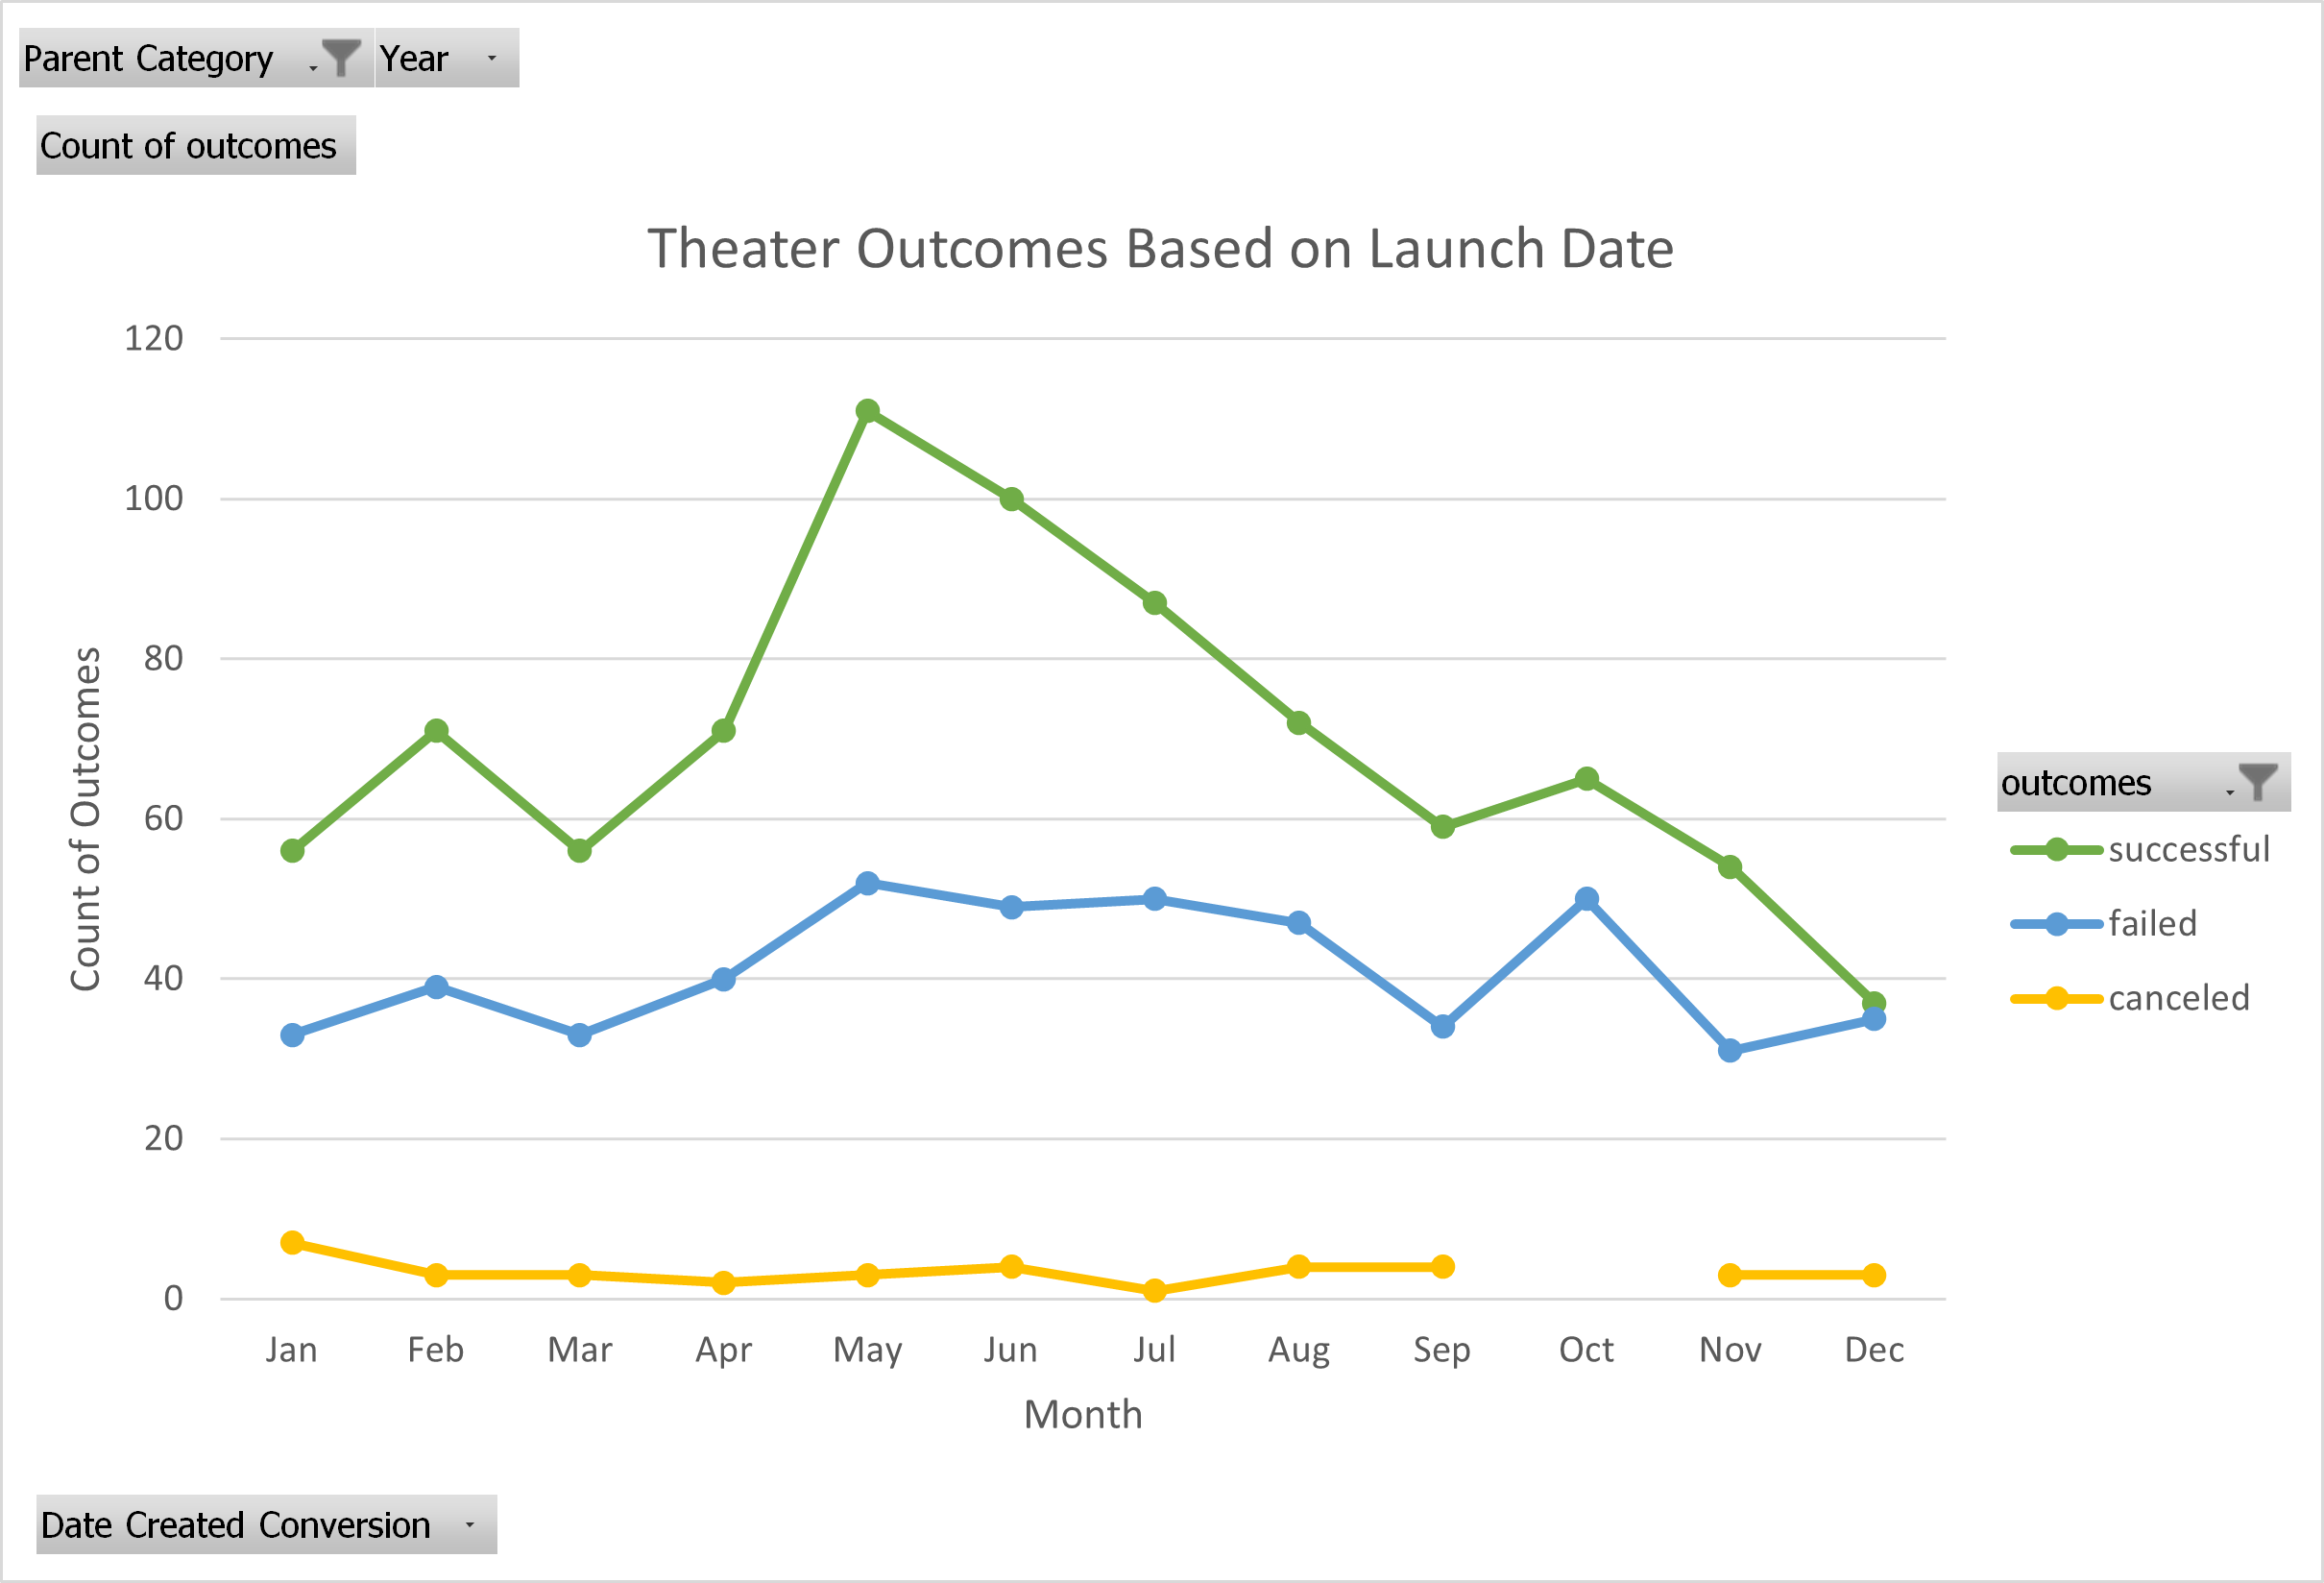 Parent Category Year
Count of outcomes
Theater Outcomes Based on Launch Date
120
100
80
60
40
20
0
Count of Outcomes
Jan Feb Mar Apr May Jun Jul Aug Sep Oct Nov Dec
Month
outcomes
successful
failed
canceled
Date Created Conversion